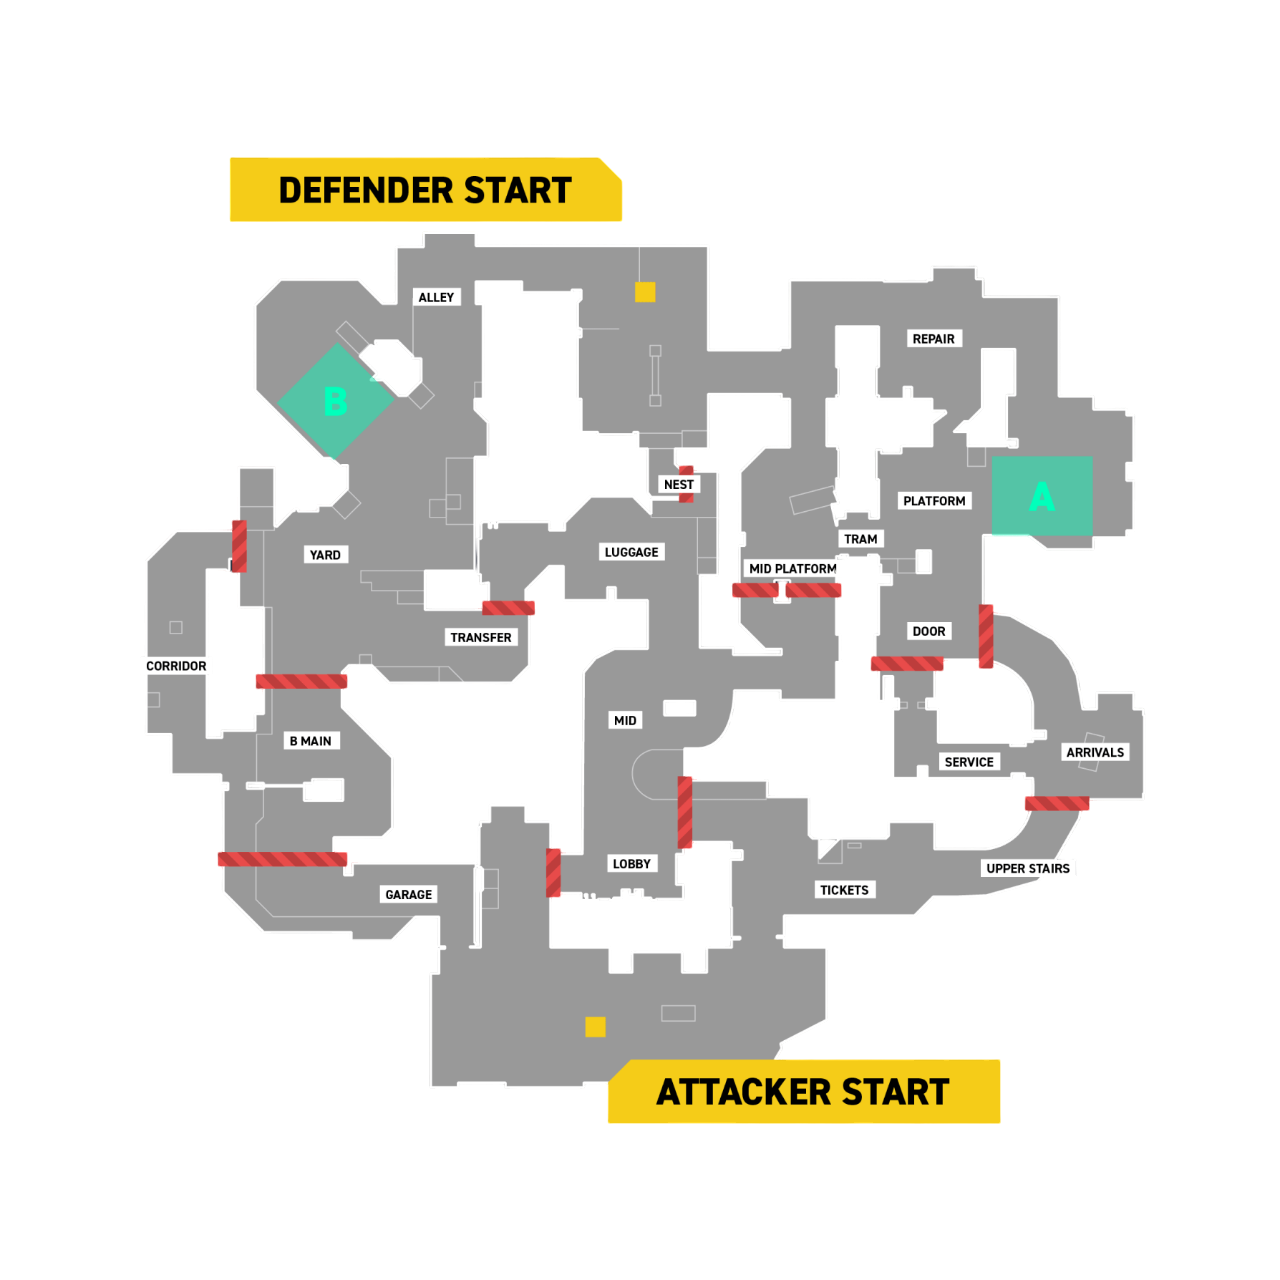 DEFENDER START
ALLEY
REPAIR
B
NEST
A
PLATFORM
TRAM
LUGGAGE
YARD
MID PLATFORM
DOOR
TRANSFER
CORRIDOR
MID
B MAIN
ARRIVALS
SERVICE
LOBBY
UPPER STAIRS
TICKETS
GARAGE
ATTACKER START